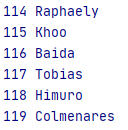 114 Raphaely
115 Khoo
116 Baida
117 Tobias
118 Himuro
119 Colmenares